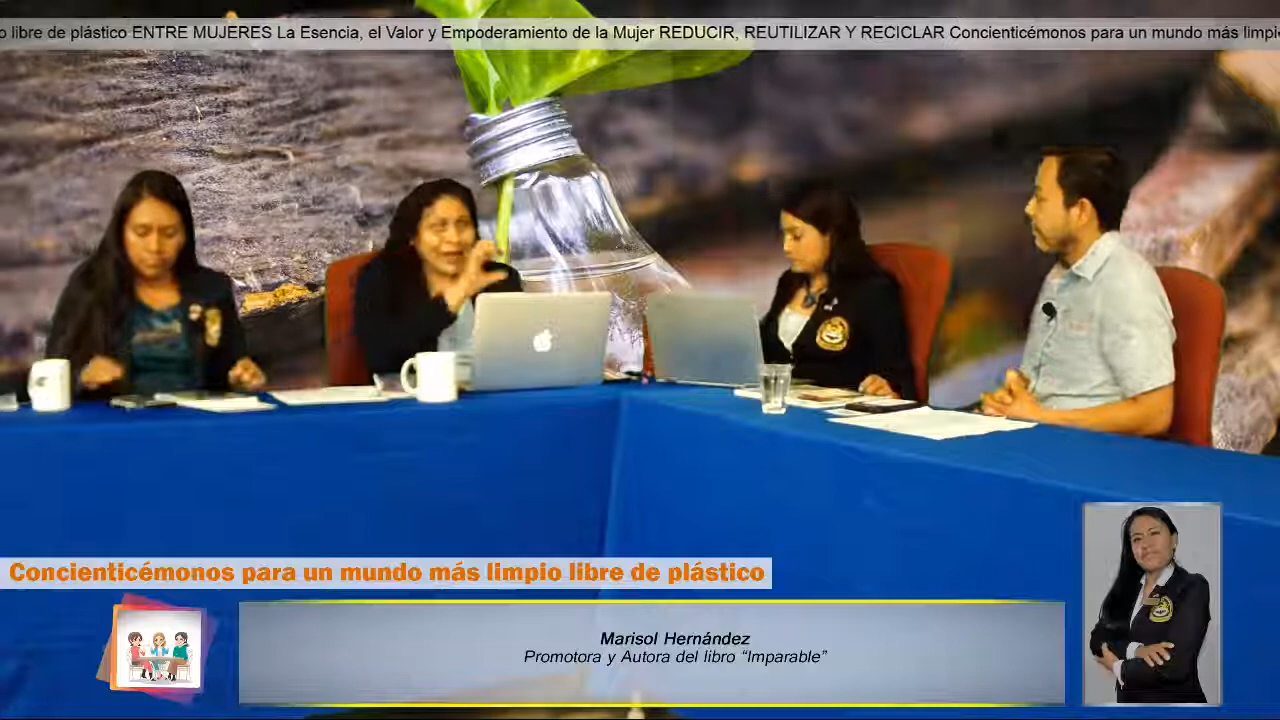 o libre de plástico ENTRE MUJERES La Esencia, el Valor y Empoderamiento de la Mujer REDUCIR, REUTILIZAR Y RECICLAR Concienticémonos para un mundo más limpi
Concienticémonos para un mundo más limpio libre de plástico
Marisol Hernández
Promotora y Autora del libro “Imparable”